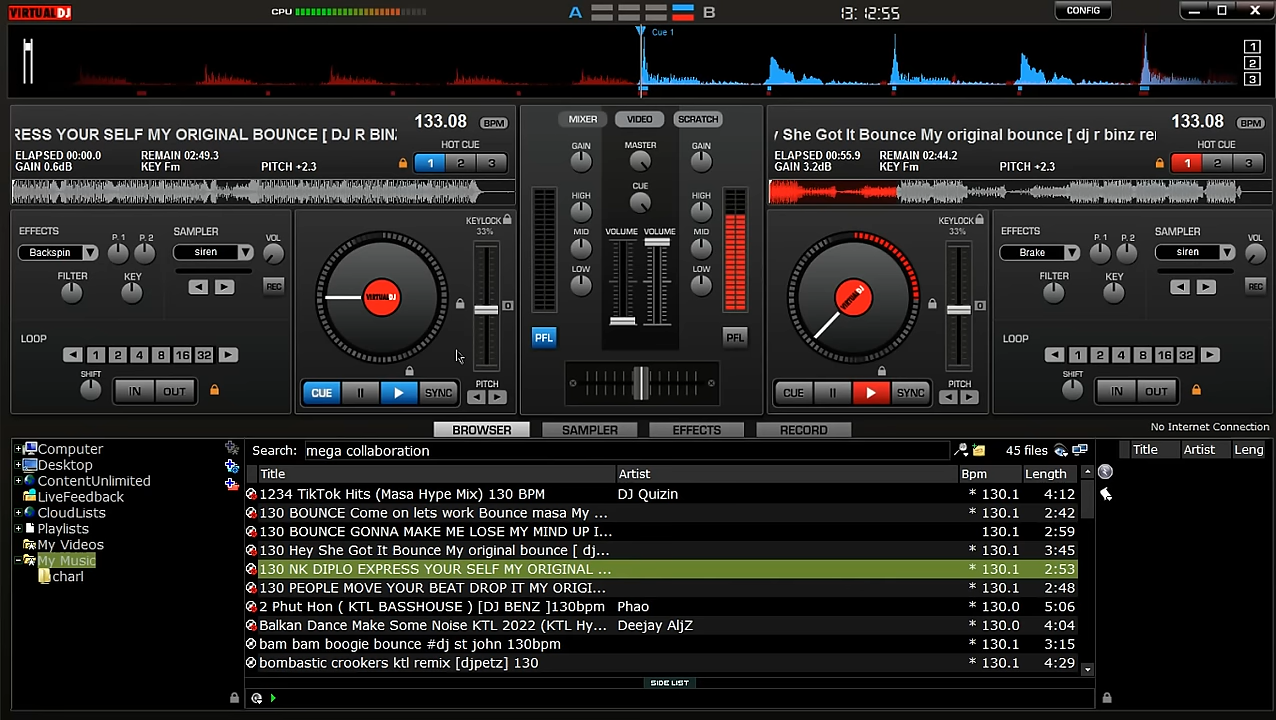 VIRTUAL DJ
CPU
A B
13:12:55
CONFIG
Cue 1
1
2
3
133.08 BPM
RESS YOUR SELF MY ORIGINAL BOUNCE [ DJ R BIN
HOT CUE
ELAPSED 00:00.0 REMAIN 02:49.3
GAIN 0.6dB KEY Fm PITCH +2.3
1 2 3
MIXER VIDEO SCRATCH
GAIN MASTER GAIN
HIGH CUE HIGH
MID VOLUME VOLUME MID
LOW LOW
PFL PFL
133.08 BPM
y She Got It Bounce My original bounce [ dj r binz re
HOT CUE
ELAPSED 00:55.9 REMAIN 02:44.2
GAIN 3.2dB KEY Fm PITCH +2.3
1 2 3
EFFECTS P. 1 P. 2 SAMPLER VOL
Backspin siren
FILTER KEY REC
LOOP
1 2 4 8 16 32
SHIFT IN OUT
KEYLOCK
33%
0
VIRTUAL DJ
CUE SYNC PITCH
KEYLOCK
33%
0
VIRTUAL DJ
CUE SYNC PITCH
EFFECTS P. 1 P. 2 SAMPLER VOL
Brake siren
FILTER KEY REC
LOOP
1 2 4 8 16 32
SHIFT IN OUT
BROWSER SAMPLER EFFECTS RECORD
No Internet Connection
Computer
Desktop
ContentUnlimited
LiveFeedback
CloudLists
Playlists
My Videos
My Music
charl
Search: mega collaboration 45 files
Title Artist Bpm Length
1234 TikTok Hits (Masa Hype Mix) 130 BPM DJ Quizin * 130.1 4:12
130 BOUNCE Come on lets work Bounce masa My ... * 130.1 2:42
130 BOUNCE GONNA MAKE ME LOSE MY MIND UP I... 130.1 2:59
130 Hey She Got It Bounce My original bounce [ dj... * 130.1 3:45
130 NK DIPLO EXPRESS YOUR SELF MY ORIGINAL ... * 130.1 2:53
130 PEOPLE MOVE YOUR BEAT DROP IT MY ORIGI... * 130.1 2:48
2 Phut Hon ( KTL BASSHOUSE ) [DJ BENZ ]130bpm Phao * 130.0 5:06
Balkan Dance Make Some Noise KTL 2022 (KTL Hy... Deejay AljZ * 130.0 4:04
bam bam boogie bounce #dj st john 130bpm * 130.1 3:15
bombastic crookers ktl remix [djpetz] 130 * 130.1 4:29
SIDE LIST
Title Artist Leng